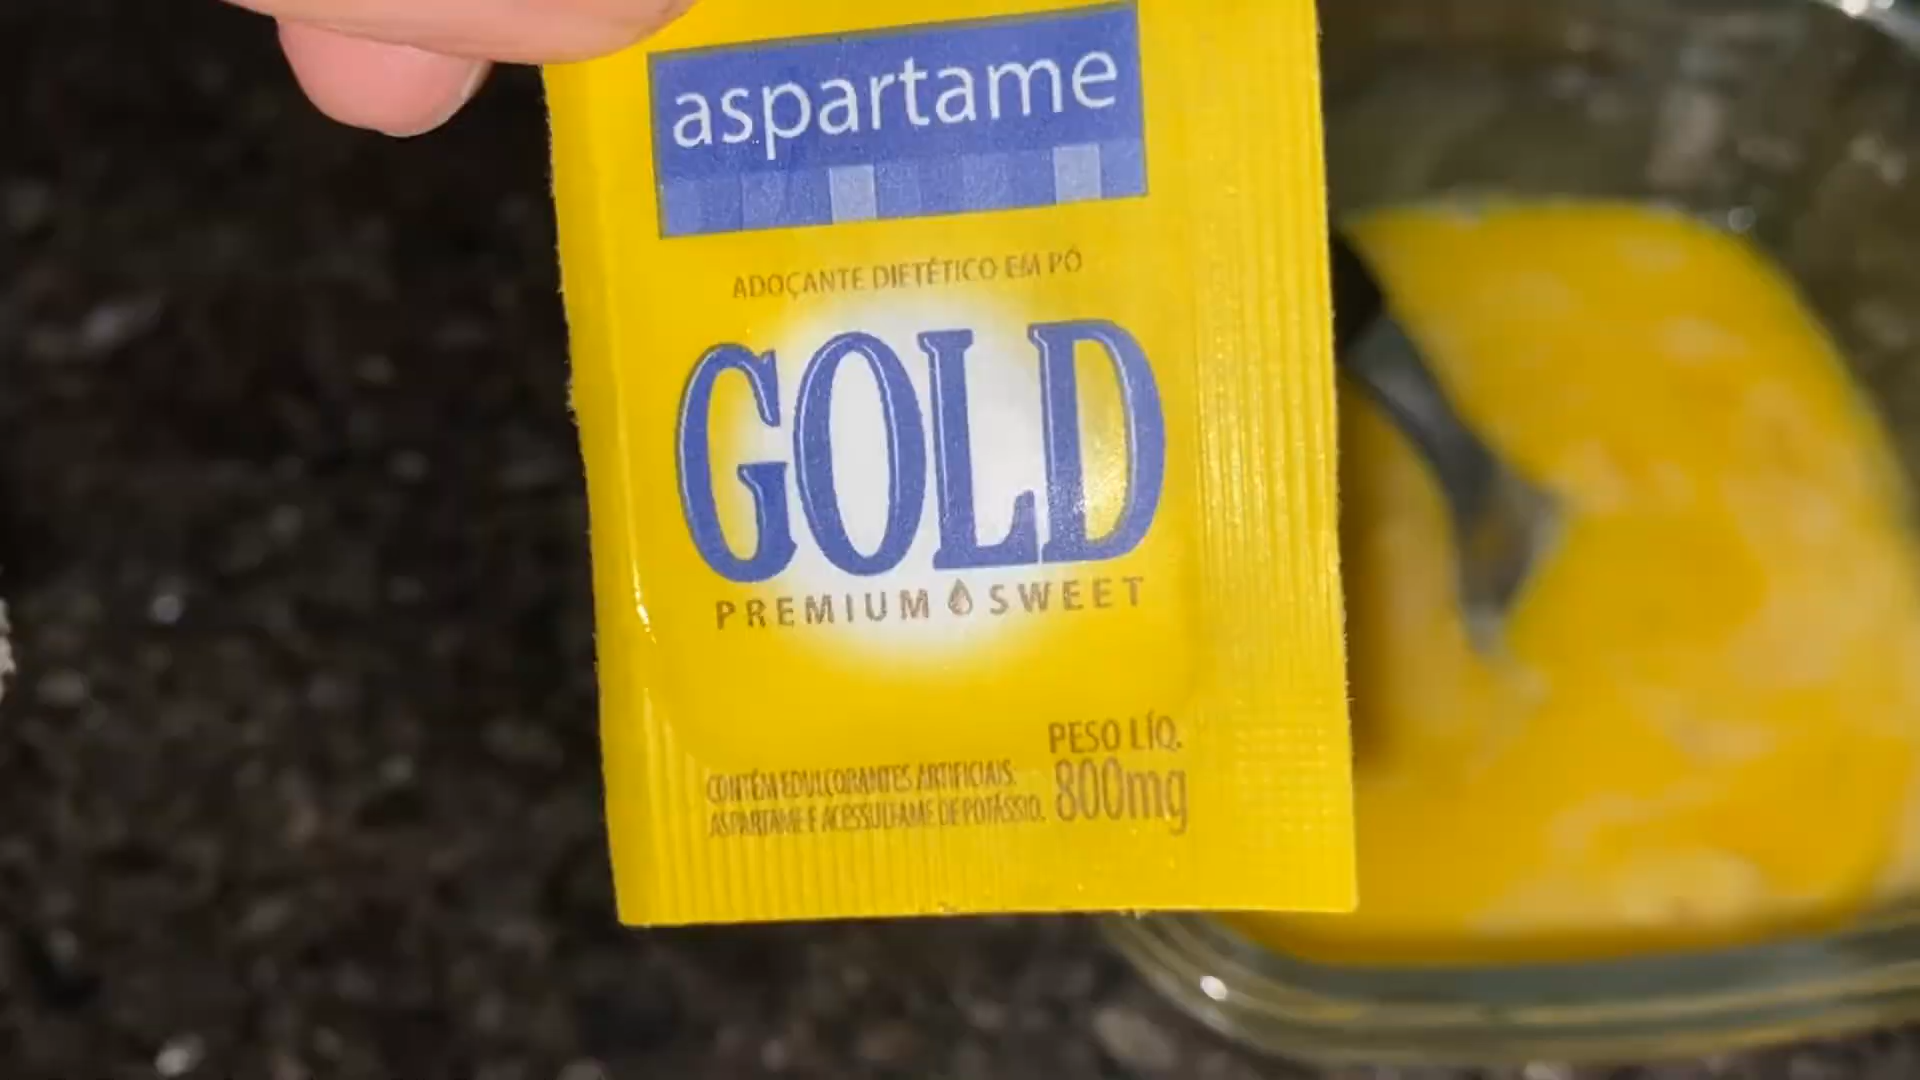 aspartame
ADOÇANTE DIETÉTICO EM PÓ
GOLD
PREMIUM SWEET
PESO LÍQ.
800mg
CONTÉM EDULCORANTES ARTIFICIAIS:
ASPARTAME E ACESSULFAME DE POTÁSSIO.